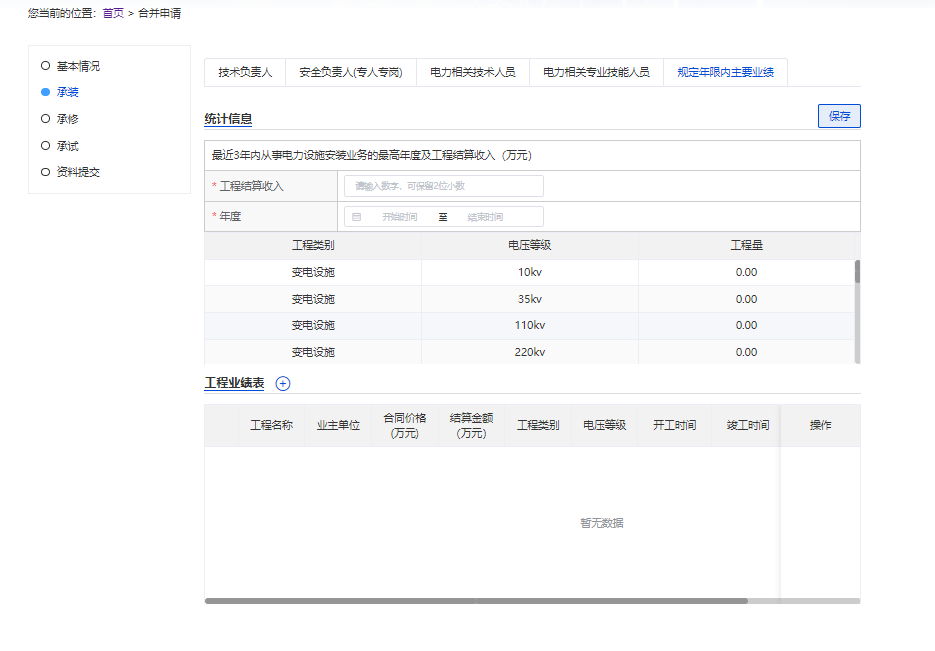 您当前的位置：首页 > 合并申请
基本情况
承装
承修
承试
资料提交
技术负责人 安全负责人(专人专岗) 电力相关技术人员 电力相关专业技能人员 规定年限内主要业绩
统计信息 保存
最近3年内从事电力设施安装业务的最高年度及工程结算收入（万元）
* 工程结算收入 请输入数字，可保留2位小数
* 年度 开始时间 至 结束时间
工程类别 电压等级 工程量
变电设施 10kv 0.00
变电设施 35kv 0.00
变电设施 110kv 0.00
变电设施 220kv 0.00
工程业绩表
工程名称 业主单位 合同价格(万元) 结算金额(万元) 工程类别 电压等级 开工时间 竣工时间 操作
暂无数据